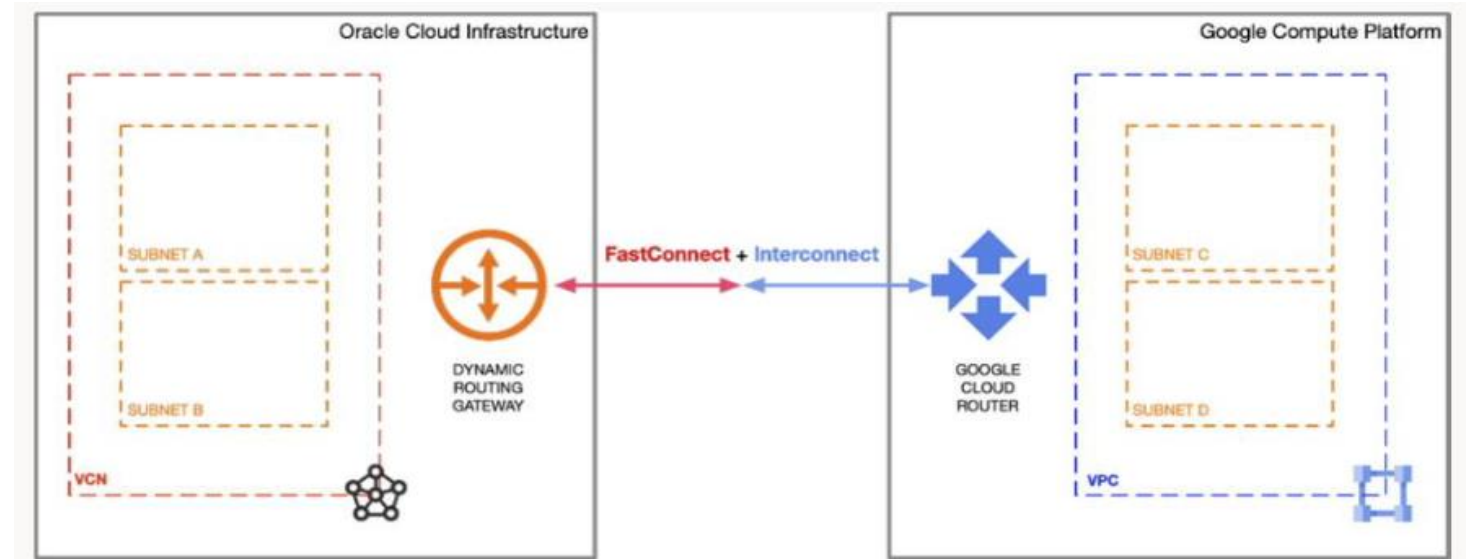 Oracle Cloud Infrastructure
SUBNET A
SUBNET B
VCN
DYNAMIC
ROUTING
GATEWAY
FastConnect + Interconnect
Google Compute Platform
GOOGLE
CLOUD
ROUTER
SUBNET C
SUBNET D
VPC